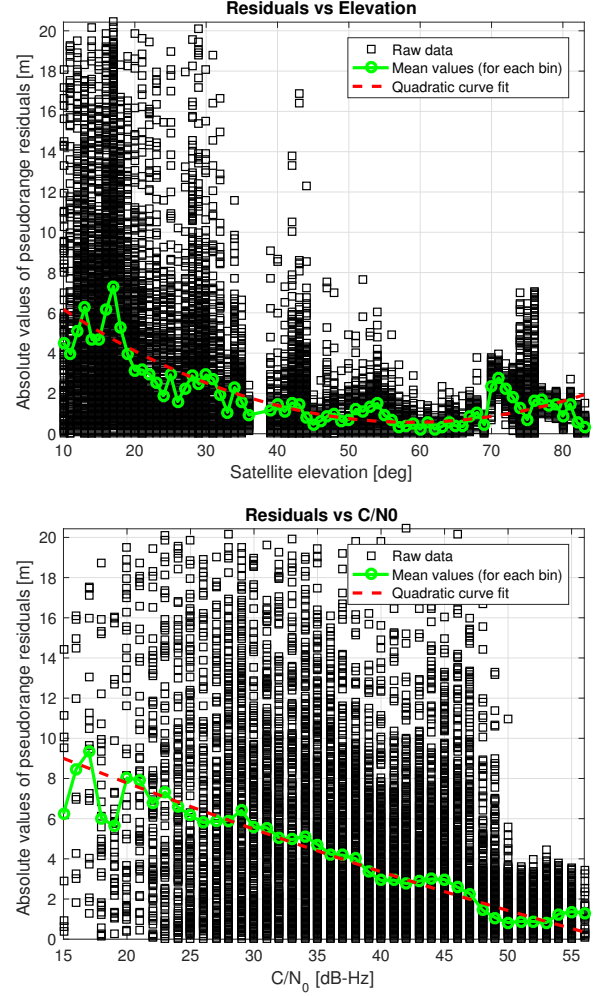 Residuals vs Elevation
Absolute values of pseudorange residuals [m]
20
18
16
14
12
10
8
6
4
2
0
Raw data
Mean values (for each bin)
Quadratic curve fit
10 20 30 40 50 60 70 80
Satellite elevation [deg]
Residuals vs C/N0
Absolute values of pseudorange residuals [m]
20
18
16
14
12
10
8
6
4
2
0
Raw data
Mean values (for each bin)
Quadratic curve fit
15 20 25 30 35 40 45 50 55
C/N0 [dB-Hz]